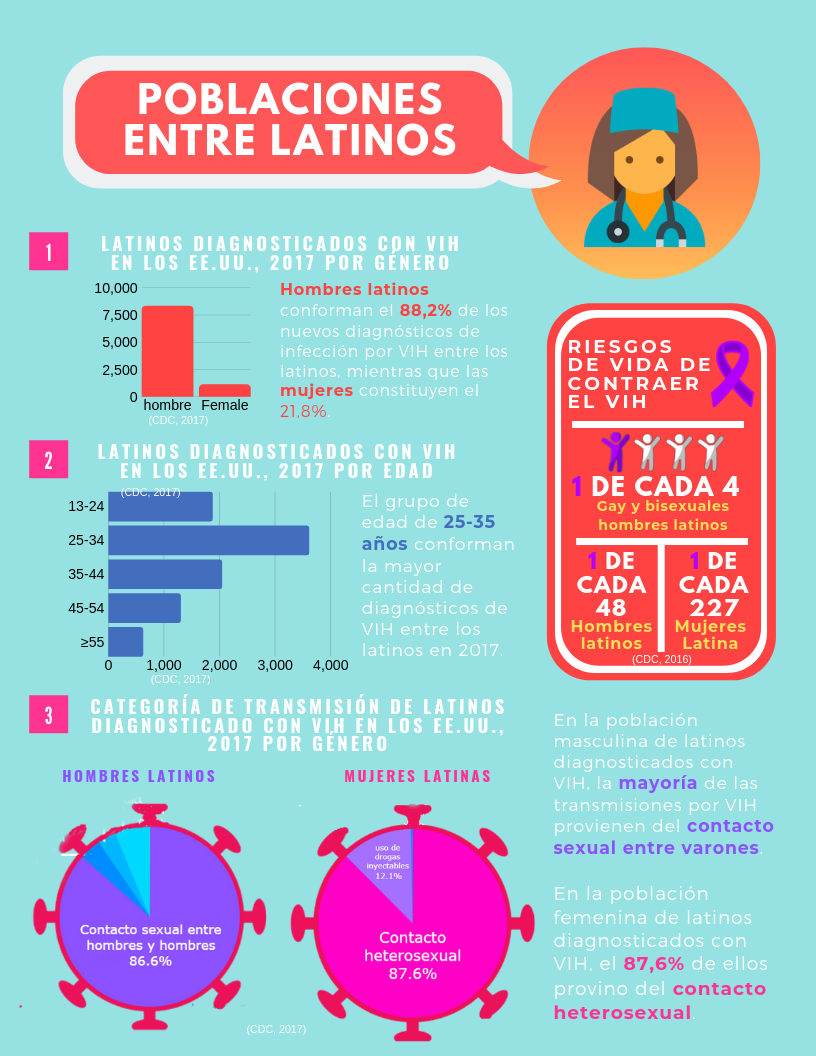 POBLACIONES
ENTRE LATINOS
1
LATINOS DIAGNOSTICADOS CON VIH
EN LOS EE.UU., 2017 POR GÉNERO
10,000
7,500
5,000
2,500
0
hombre Female
(CDC, 2017)
Hombres latinos
conforman el 88,2% de los
nuevos diagnósticos de
infección por VIH entre los
latinos, mientras que las
mujeres constituyen el
21,8%.
2
LATINOS DIAGNOSTICADOS CON VIH
EN LOS EE.UU., 2017 POR EDAD
(CDC, 2017)
13-24
25-34
35-44
45-54
≥55
0 1,000 2,000 3,000 4,000
(CDC, 2017)
El grupo de
edad de 25-35
años conforman
la mayor
cantidad de
diagnósticos de
VIH entre los
latinos en 2017.
RIESGOS
DE VIDA DE
CONTRAER
EL VIH
1 DE CADA 4
Gay y bisexuales
hombres latinos
1 DE
CADA
48
Hombres
latinos
1 DE
CADA
227
Mujeres
Latina
(CDC, 2016)
3
CATEGORÍA DE TRANSMISIÓN DE LATINOS
DIAGNOSTICADO CON VIH EN LOS EE.UU.,
2017 POR GÉNERO
HOMBRES LATINOS
Contacto sexual entre
hombres y hombres
86.6%
MUJERES LATINAS
uso de
drogas
inyectables
12.1%
Contacto
heterosexual
87.6%
(CDC, 2017)
En la población
masculina de latinos
diagnosticados con
VIH, la mayoría de las
transmisiones por VIH
provienen del contacto
sexual entre varones.
En la población
femenina de latinos
diagnosticados con
VIH, el 87,6% de ellos
provino del contacto
heterosexual.